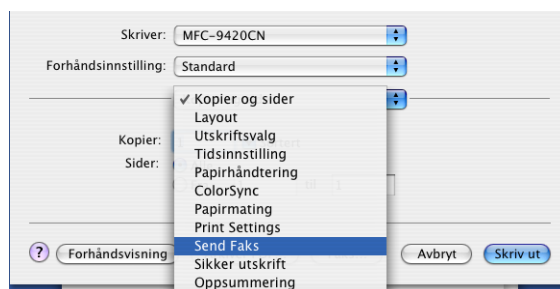 Skriver: MFC-9420CN
Forhåndsinnstilling: Standard
✓ Kopier og sider
Layout
Utskriftsvalg
Kopier:
Tidsinnstilling
Sider:
Papirhåndtering
ColorSync
Papirmating
Print Settings
Send Faks
? Forhåndsvisning Avbryt Skriv ut
Sikker utskrift
Oppsummering